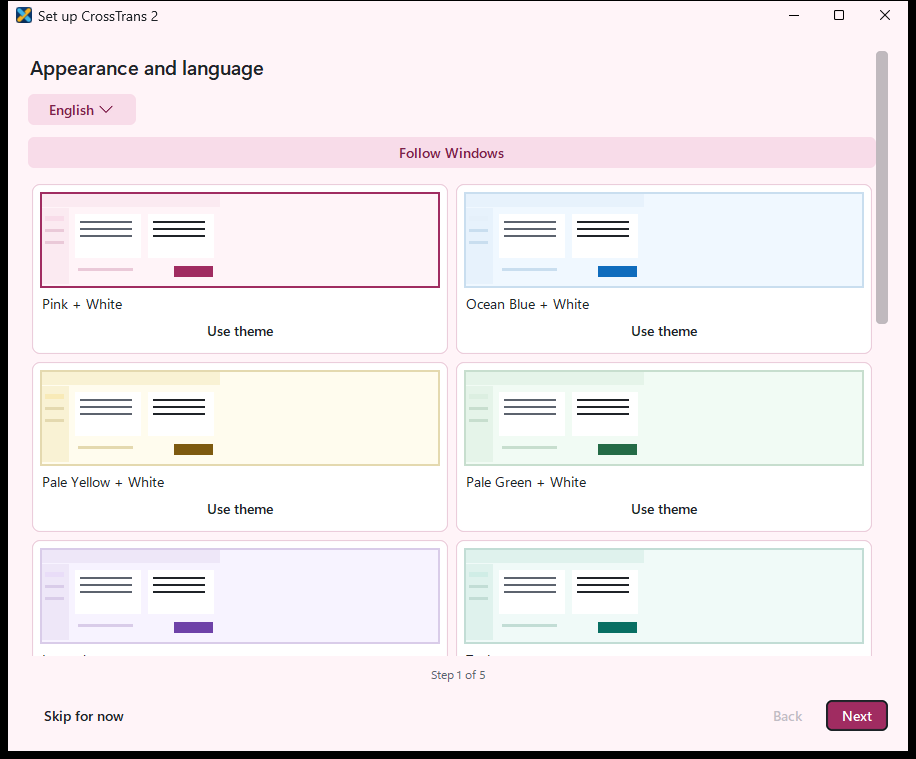 Set up CrossTrans 2
Appearance and language
English
Follow Windows
Pink + White
Use theme
Ocean Blue + White
Use theme
Pale Yellow + White
Use theme
Pale Green + White
Use theme
Step 1 of 5
Skip for now
Back
Next